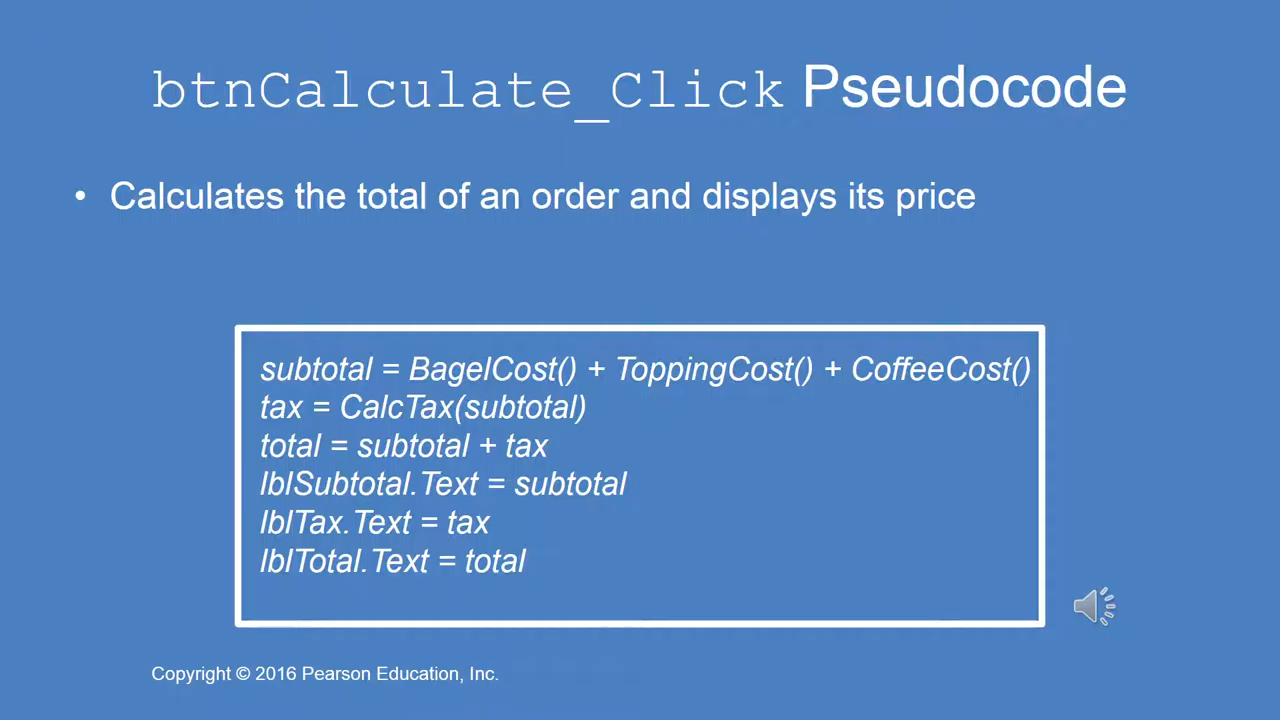 btnCalculate_Click Pseudocode
• Calculates the total of an order and displays its price
subtotal = BagelCost() + ToppingCost() + CoffeeCost()
tax = CalcTax(subtotal)
total = subtotal + tax
lblSubtotal.Text = subtotal
lblTax.Text = tax
lblTotal.Text = total
Copyright © 2016 Pearson Education, Inc.